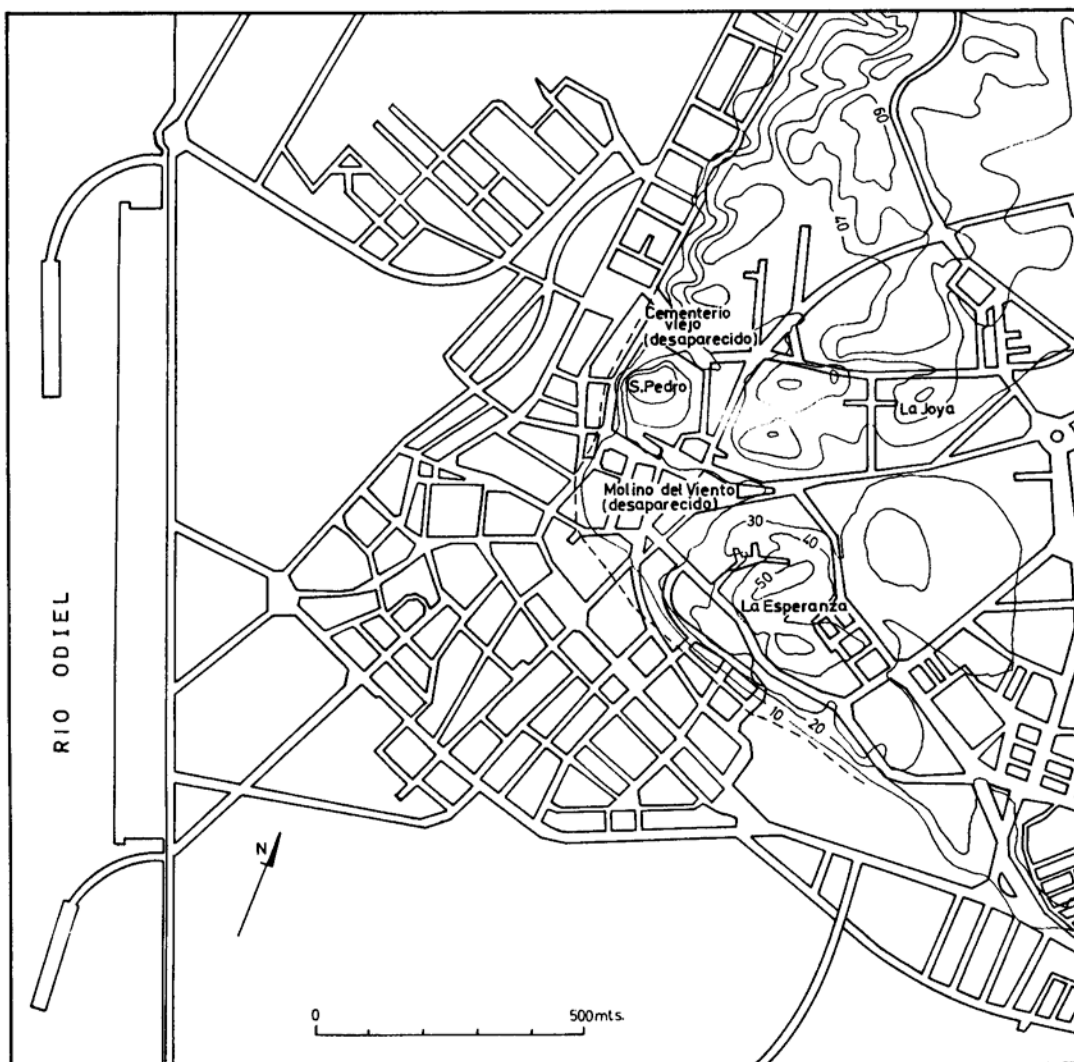 60
40
Cementerio
viejo
(desaparecido)
S.Pedro
La Joya
Molino del Viento
(desaparecido)
30
40
50
La Esperanza
10
20
RIO ODIEL
N
0
500mts.